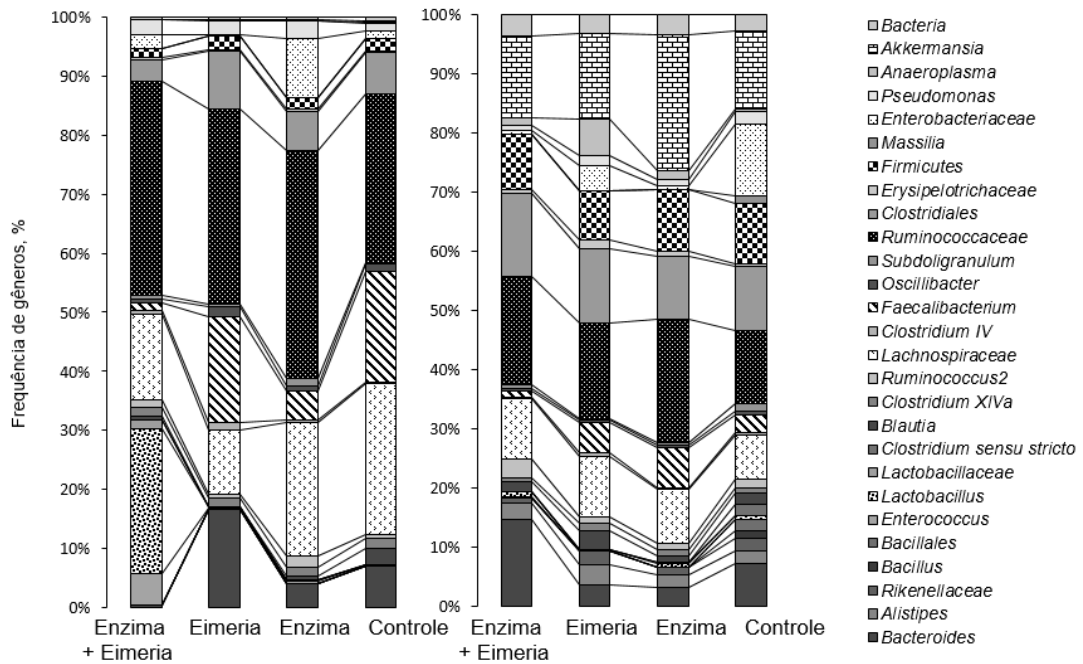 Frequência de gêneros, %
100%
90%
80%
70%
60%
50%
40%
30%
20%
10%
0%
Enzima + Eimeria
Eimeria
Enzima
Controle
100%
90%
80%
70%
60%
50%
40%
30%
20%
10%
0%
Enzima + Eimeria
Eimeria
Enzima
Controle
Bacteria
Akkermansia
Anaeroplasma
Pseudomonas
Enterobacteriaceae
Massilia
Firmicutes
Erysipelotrichaceae
Clostridiales
Ruminococcaceae
Subdoligranulum
Oscillibacter
Faecalibacterium
Clostridium IV
Lachnospiraceae
Ruminococcus2
Clostridium XIVa
Blautia
Clostridium sensu stricto
Lactobacillaceae
Lactobacillus
Enterococcus
Bacillales
Bacillus
Rikenellaceae
Alistipes
Bacteroides